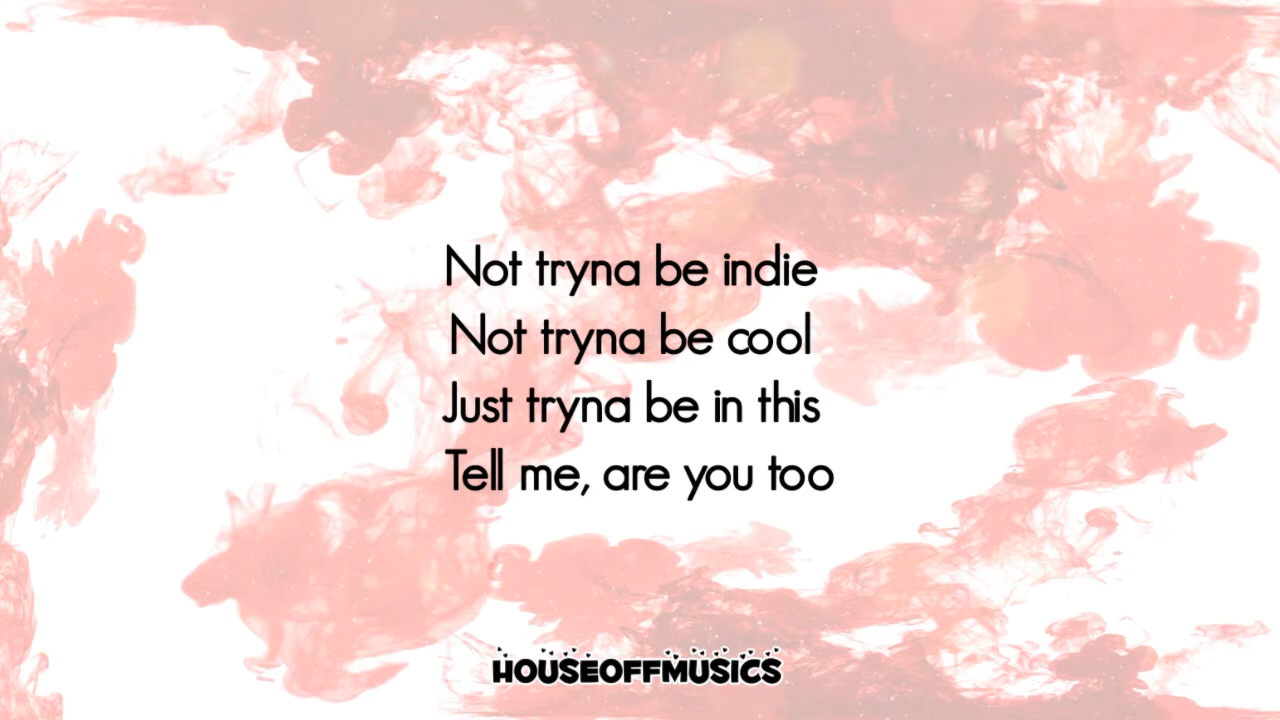 Not tryna be indie
Not tryna be cool
Just tryna be in this
Tell me, are you too
HOUSEOFFMUSICS